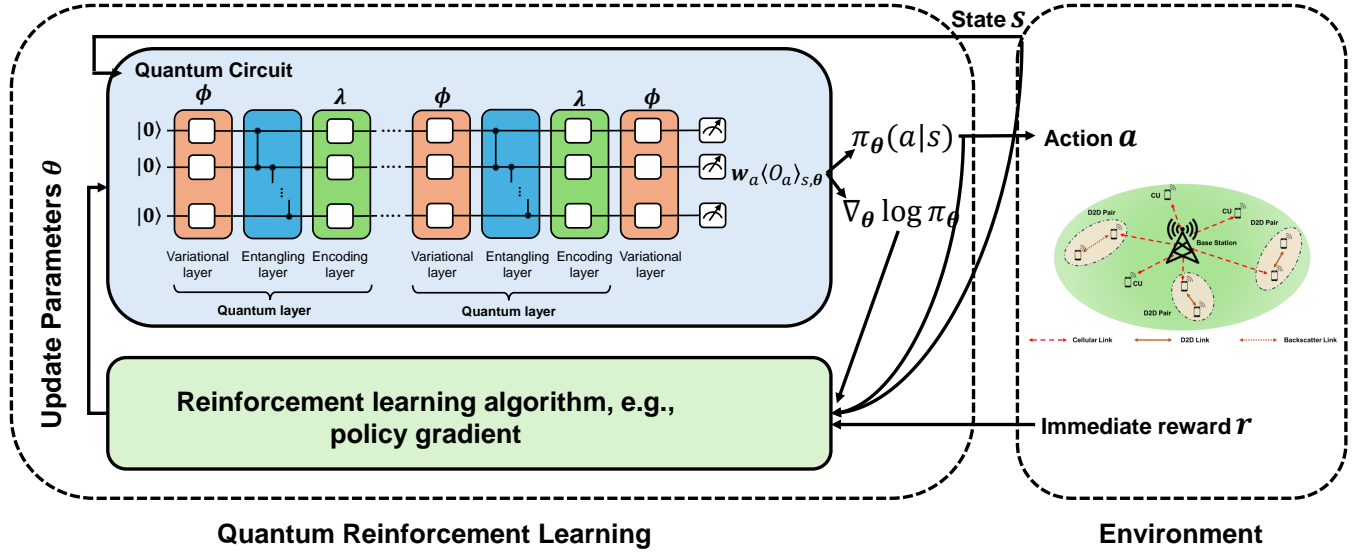 State s
Quantum Circuit
ϕ λ ϕ λ ϕ
|0⟩
|0⟩
|0⟩
Variational layer
Entangling layer
Encoding layer
Variational layer
Entangling layer
Encoding layer
Variational layer
Quantum layer
Quantum layer
w_a⟨O_a⟩_{s,θ}
π_θ(a|s)
∇_θ log π_θ
Update Parameters θ
Reinforcement learning algorithm, e.g.,
policy gradient
Action a
CU
CU
D2D Pair
D2D Pair
Base Station
CU
D2D Pair
Cellular Link
D2D Link
Backscatter Link
Immediate reward r
Quantum Reinforcement Learning
Environment